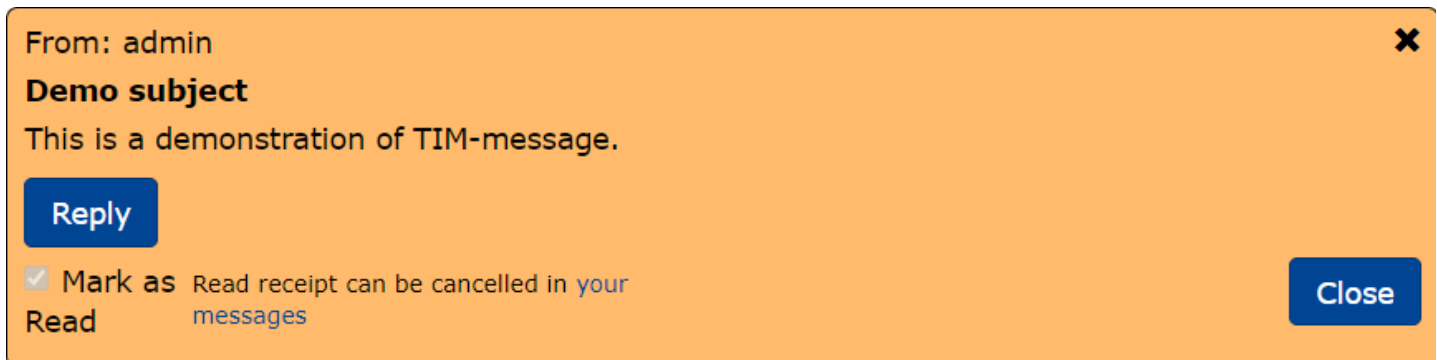 From: admin
✖
Demo subject
This is a demonstration of TIM-message.
Reply
Mark as
Read
Read receipt can be cancelled in your
messages
Close